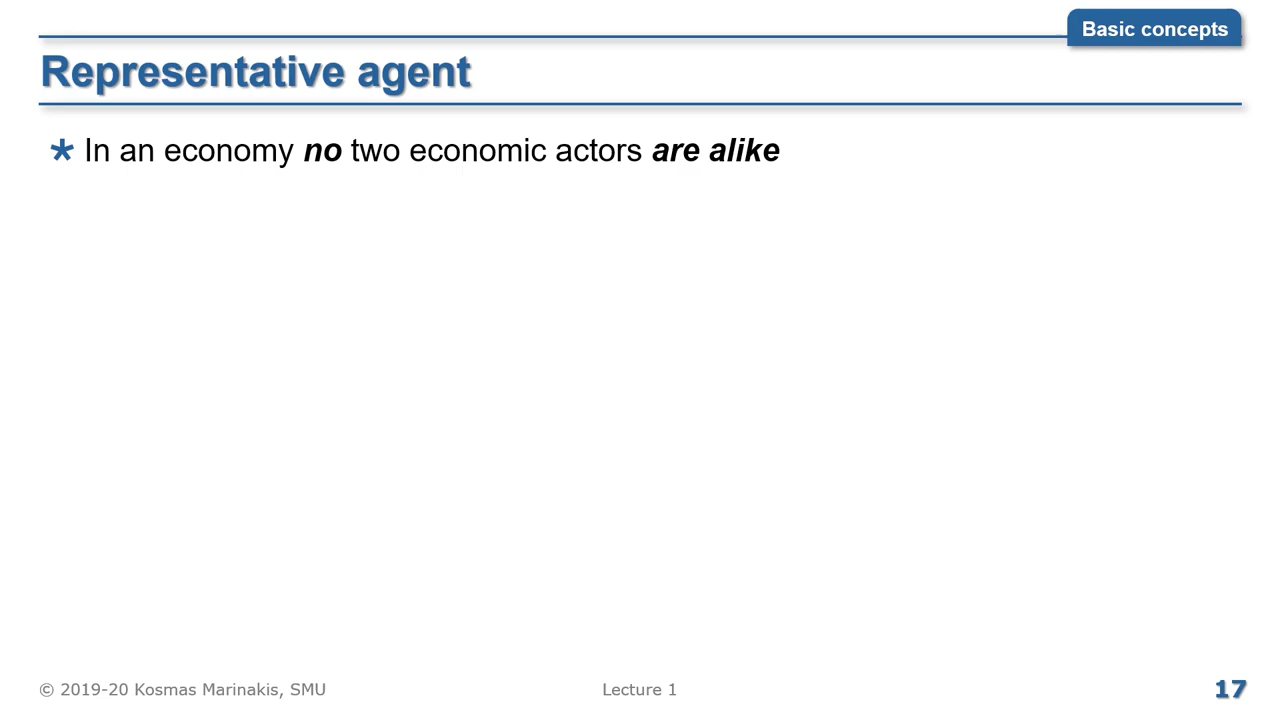 Basic concepts
Representative agent
* In an economy no two economic actors are alike
© 2019-20 Kosmas Marinakis, SMU
Lecture 1
17